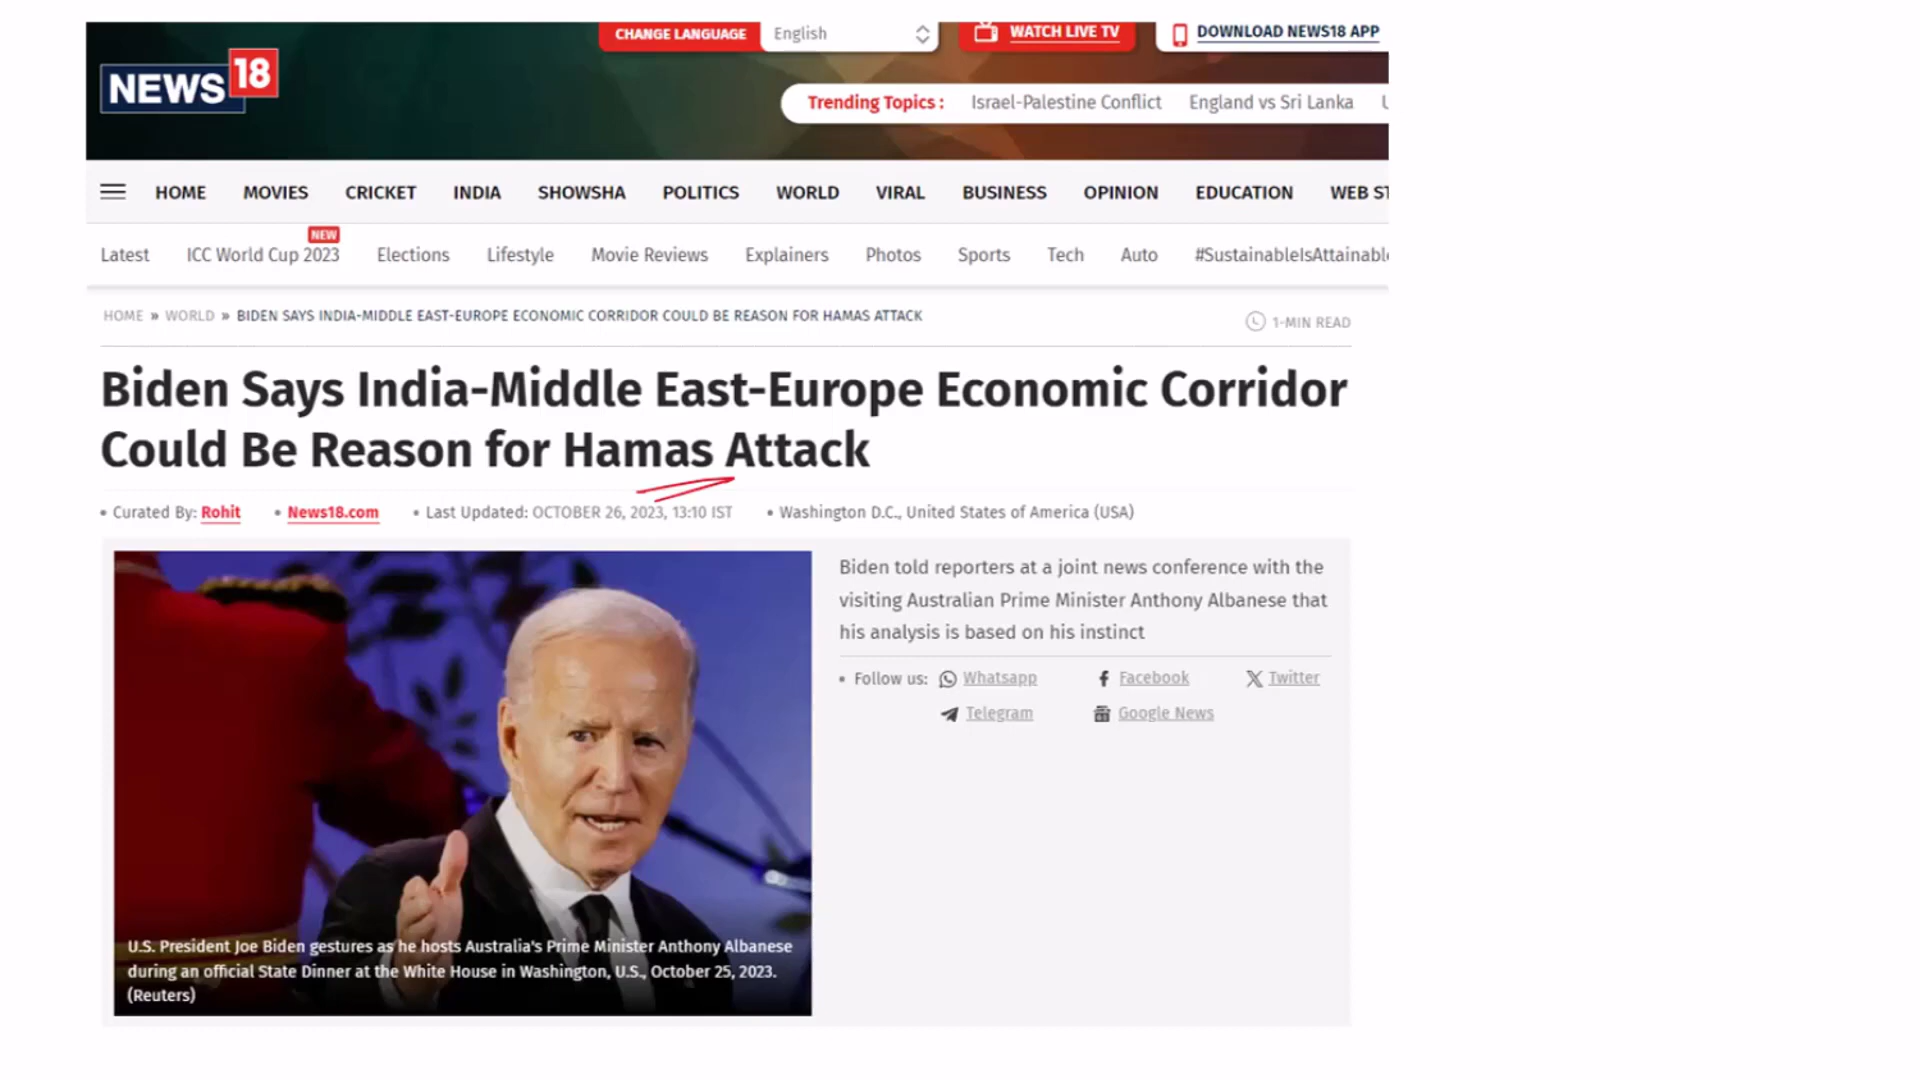 CHANGE LANGUAGE English WATCH LIVE TV DOWNLOAD NEWS18 APP
NEWS 18
Trending Topics : Israel-Palestine Conflict England vs Sri Lanka
HOME MOVIES CRICKET INDIA SHOWSHA POLITICS WORLD VIRAL BUSINESS OPINION EDUCATION WEB ST
NEW
Latest ICC World Cup 2023 Elections Lifestyle Movie Reviews Explainers Photos Sports Tech Auto #SustainableIsAttainabl
HOME » WORLD » BIDEN SAYS INDIA-MIDDLE EAST-EUROPE ECONOMIC CORRIDOR COULD BE REASON FOR HAMAS ATTACK
1-MIN READ
Biden Says India-Middle East-Europe Economic Corridor
Could Be Reason for Hamas Attack
• Curated By: Rohit • News18.com • Last Updated: OCTOBER 26, 2023, 13:10 IST • Washington D.C., United States of America (USA)
Biden told reporters at a joint news conference with the
visiting Australian Prime Minister Anthony Albanese that
his analysis is based on his instinct
• Follow us: Whatsapp Facebook Twitter
Telegram Google News
U.S. President Joe Biden gestures as he hosts Australia's Prime Minister Anthony Albanese
during an official State Dinner at the White House in Washington, U.S., October 25, 2023.
(Reuters)